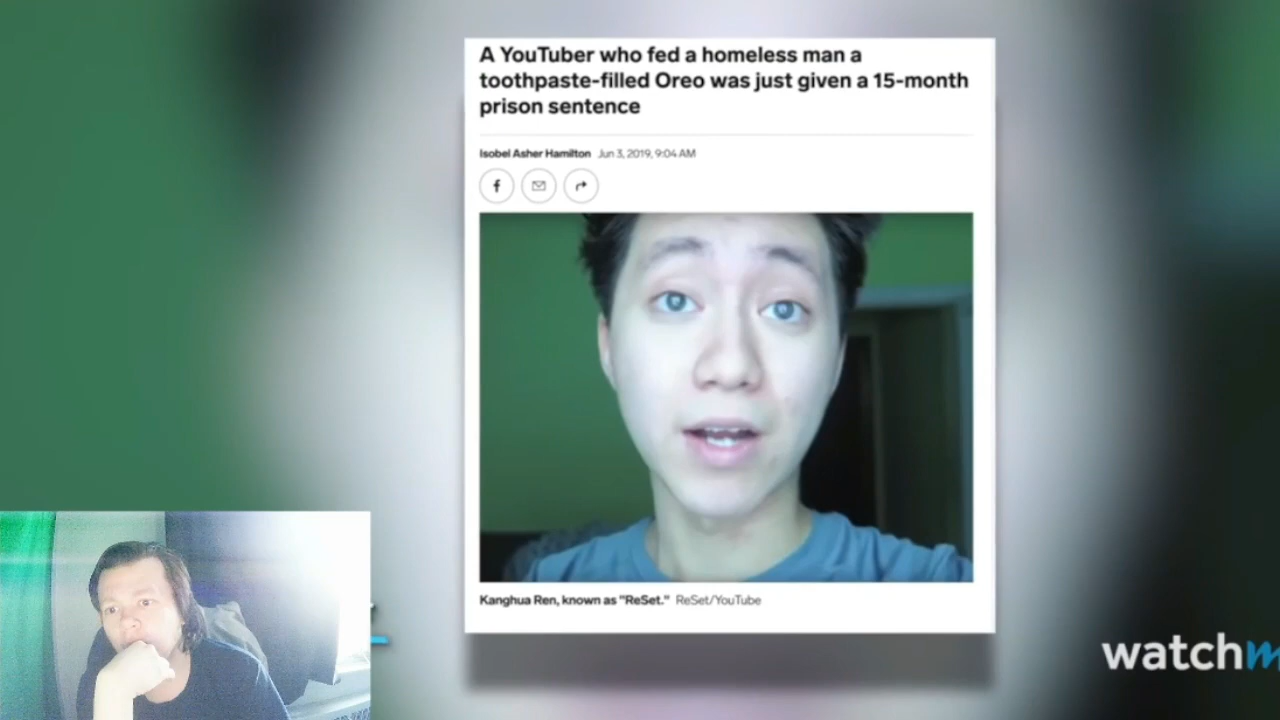 A YouTuber who fed a homeless man a
toothpaste-filled Oreo was just given a 15-month
prison sentence
Isobel Asher Hamilton Jun 3, 2019, 9:04 AM
f
Kanghua Ren, known as "ReSet." ReSet/YouTube
watchm